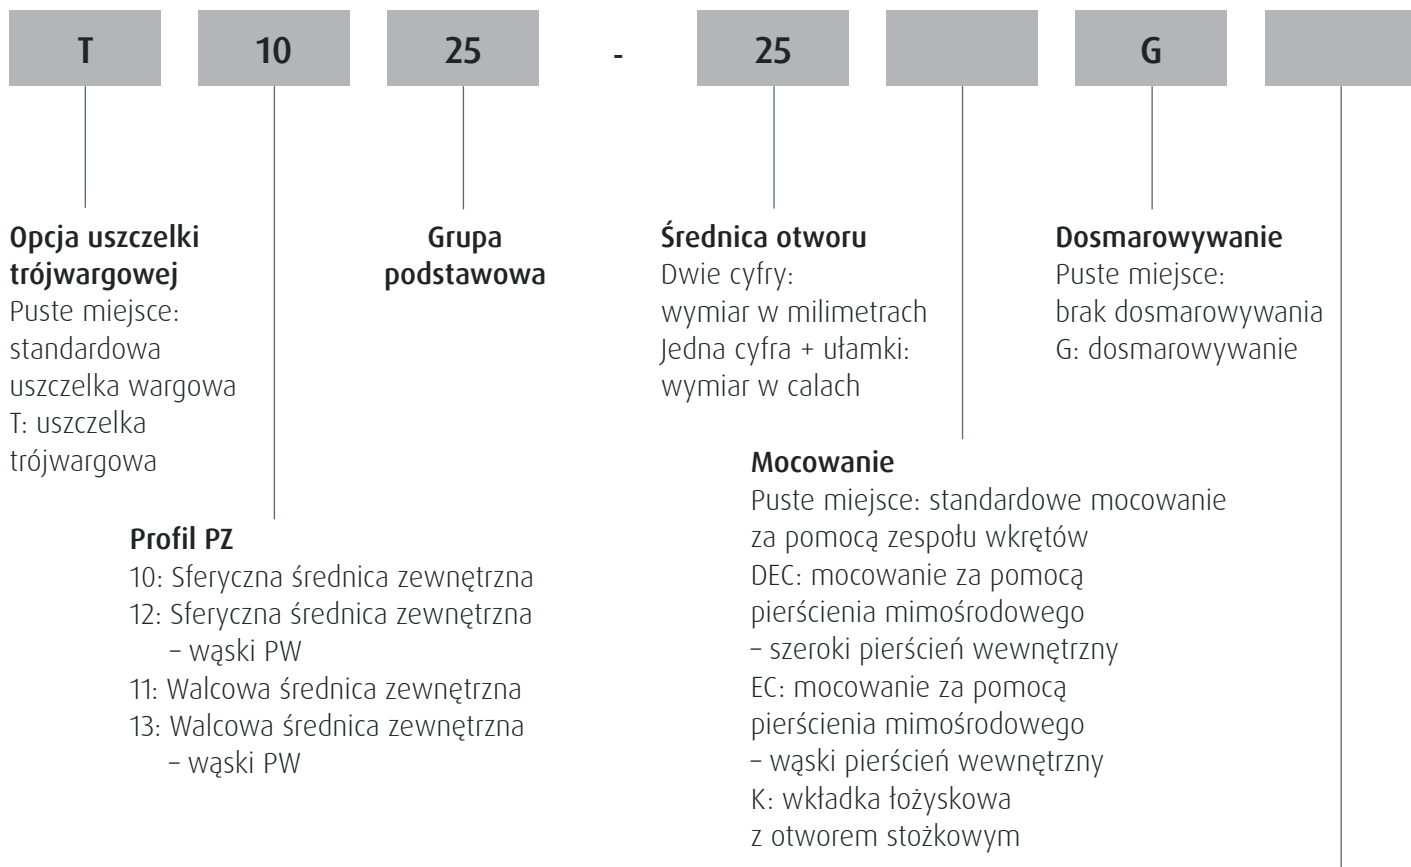 T 10 25 - 25 G
Opcja uszczelki
trójwargowej
Puste miejsce:
standardowa
uszczelka wargowa
T: uszczelka
trójwargowa
Profil PZ
10: Sferyczna średnica zewnętrzna
12: Sferyczna średnica zewnętrzna
– wąski PW
11: Walcowa średnica zewnętrzna
13: Walcowa średnica zewnętrzna
– wąski PW
Grupa
podstawowa
Średnica otworu
Dwie cyfry:
wymiar w milimetrach
Jedna cyfra + ułamki:
wymiar w calach
Mocowanie
Puste miejsce: standardowe mocowanie
za pomocą zespołu wkrętów
DEC: mocowanie za pomocą
pierścienia mimośrodowego
– szeroki pierścień wewnętrzny
EC: mocowanie za pomocą
pierścienia mimośrodowego
– wąski pierścień wewnętrzny
K: wkładka łożyskowa
z otworem stożkowym
Dosmarowywanie
Puste miejsce:
brak dosmarowywania
G: dosmarowywanie